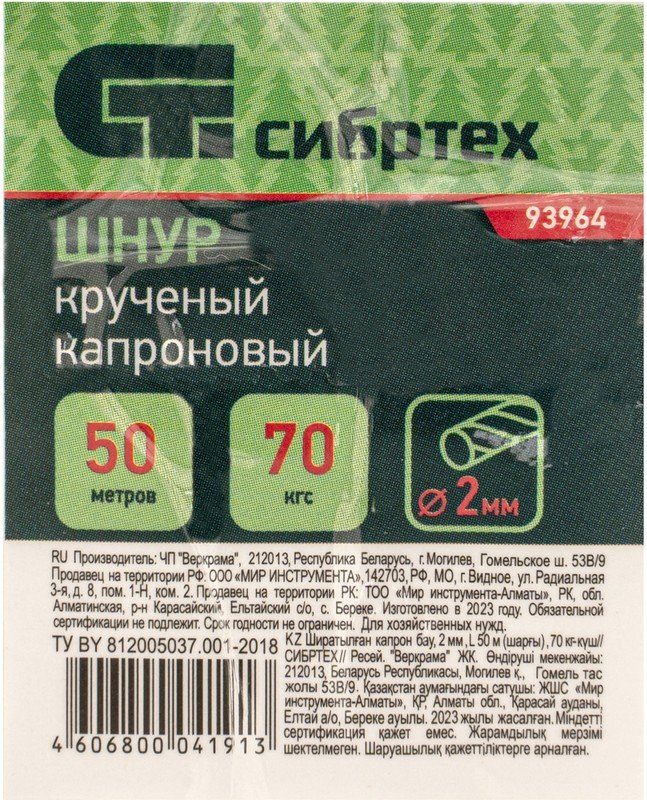 сибртех
93964
ШНУР
крученый
капроновый
50
метров
70
кгс
⌀ 2 мм
RU Производитель: ЧП "Веркрама", 212013, Республика Беларусь, г. Могилев, Гомельское ш. 53В/9
Продавец на территории РФ: ООО «МИР ИНСТРУМЕНТА», 142703, РФ, МО, г. Видное, ул. Радиальная
3-я, д. 8, пом. 1-Н, ком. 2. Продавец на территории РК: ТОО «Мир инструмента-Алматы», РК, обл.
Алматинская, р-н Карасайский, Ельтайский с/о, с. Береке. Изготовлено в 2023 году. Обязательной
сертификации не подлежит. Срок годности не ограничен. Для хозяйственных нужд.
ТУ BY 812005037.001-2018
KZ Ширатылған капрон бау, 2 мм, L 50 м (шарғы), 70 кг-күш//
СИБРТЕХ// Ресей. "Веркрама" ЖК. Өндіруші мекенжайы:
212013, Беларусь Республикасы, Могилев қ., Гомель тас
жолы 53В/9. Қазақстан аумағындағы сатушы: ЖШС «Мир
инструмента-Алматы», ҚР, Алматы обл., Қарасай ауданы,
Елтай а/о, Береке ауылы. 2023 жылы жасалған. Міндетті
сертификация қажет емес. Жарамдылық мерзімі
шектелмеген. Шаруашылық қажеттіліктерге арналған.
4 606800 041913